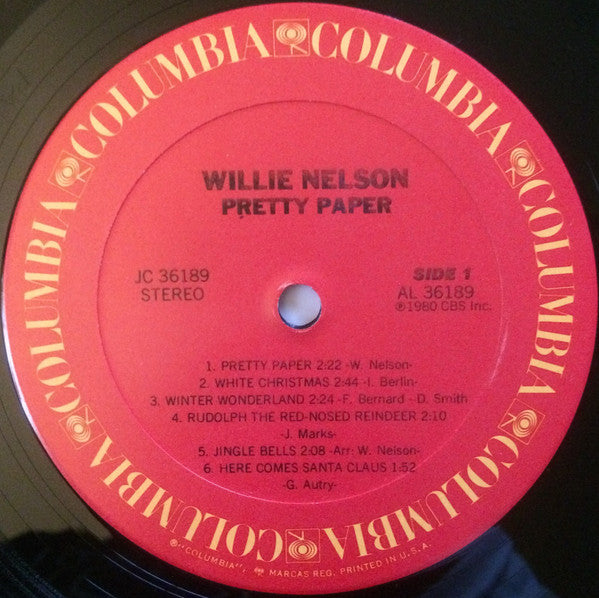 COLUMBIA COLUMBIA COLUMBIA COLUMBIA COLUMBIA COLUMBIA COLUMBIA COLUMBIA
WILLIE NELSON
PRETTY PAPER
JC 36189
STEREO
SIDE 1
AL 36189
℗1980 CBS Inc.
1. PRETTY PAPER 2:22 -W. Nelson-
2. WHITE CHRISTMAS 2:44 -I. Berlin-
3. WINTER WONDERLAND 2:24 -F. Bernard - D. Smith
4. RUDOLPH THE RED-NOSED REINDEER 2:10
-J. Marks-
5. JINGLE BELLS 2:08 -Arr: W. Nelson-
6. HERE COMES SANTA CLAUS 1:52
-G. Autry-
®"COLUMBIA", MARCAS REG. PRINTED IN U.S.A.